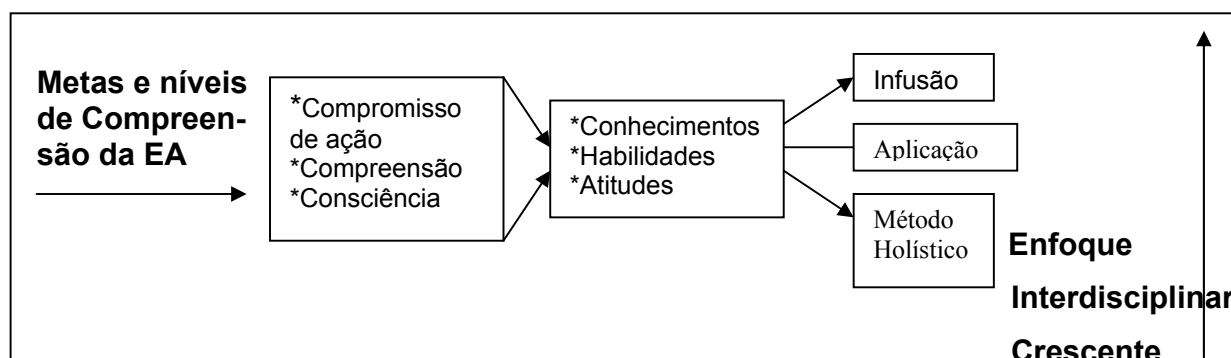 Metas e níveis
de Compreen-
são da EA
*Compromisso
de ação
*Compreensão
*Consciência
*Conhecimentos
*Habilidades
*Atitudes
Infusão
Aplicação
Método
Holístico
Enfoque
Interdisciplinar
Crescente